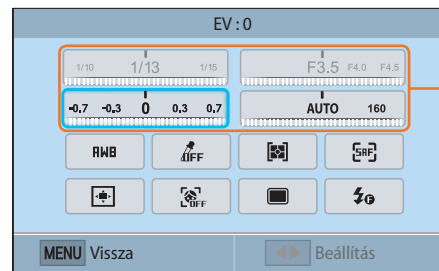 EV : 0
1/10 1/13 1/15 F3.5 F4.0 F4.5
-0.7 -0.3 0 0.3 0.7 AUTO 160
AWB OFF SAF
OFF
MENU Vissza Beállítás